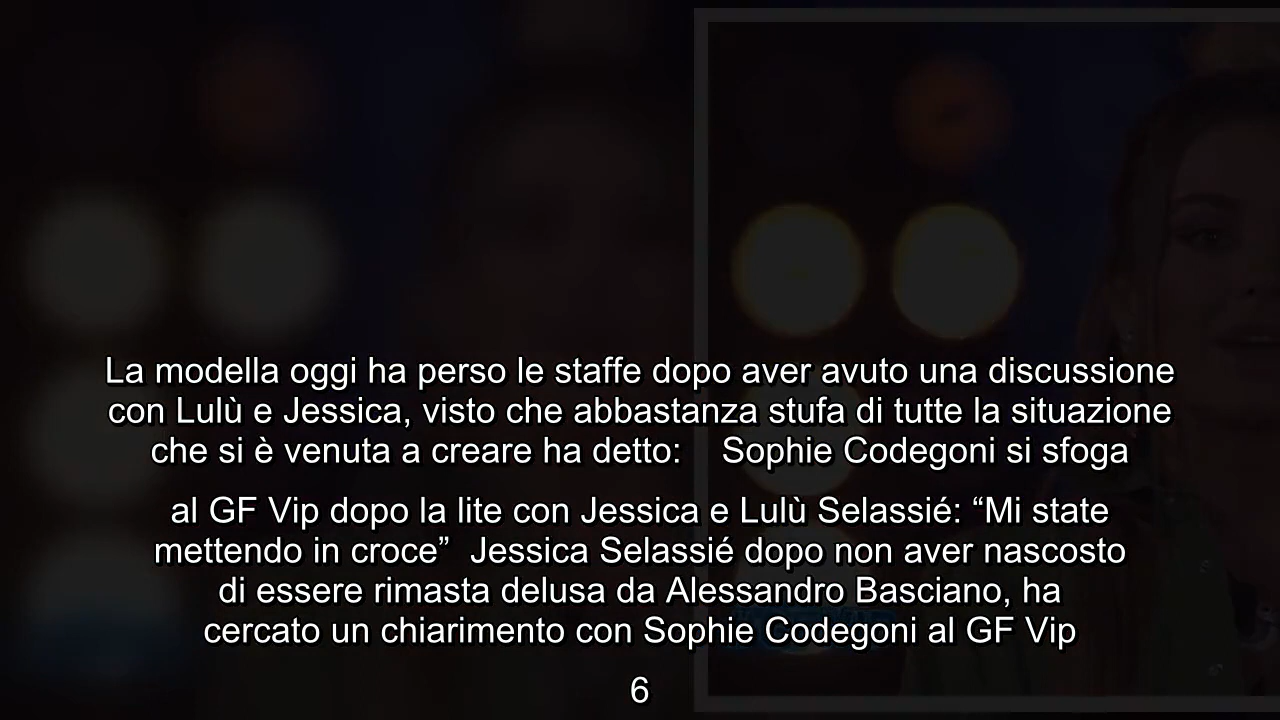 La modella oggi ha perso le staffe dopo aver avuto una discussione
con Lulù e Jessica, visto che abbastanza stufa di tutte la situazione
che si è venuta a creare ha detto: Sophie Codegoni si sfoga
al GF Vip dopo la lite con Jessica e Lulù Selassié: “Mi state
mettendo in croce” Jessica Selassié dopo non aver nascosto
di essere rimasta delusa da Alessandro Basciano, ha
cercato un chiarimento con Sophie Codegoni al GF Vip
6